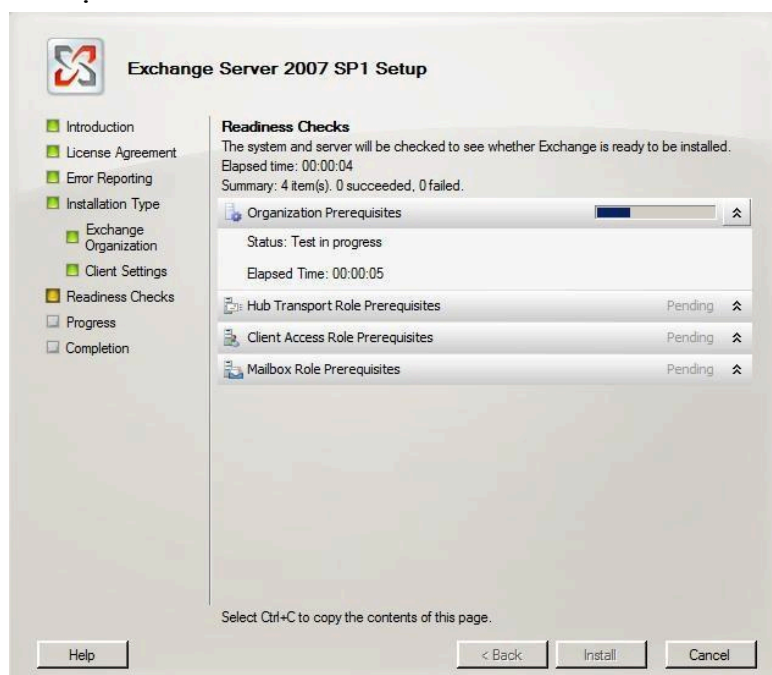 Exchange Server 2007 SP1 Setup
Introduction
License Agreement
Error Reporting
Installation Type
Exchange
Organization
Client Settings
Readiness Checks
Progress
Completion
Readiness Checks
The system and server will be checked to see whether Exchange is ready to be installed.
Elapsed time: 00:00:04
Summary: 4 item(s). 0 succeeded, 0 failed.
Organization Prerequisites
Status: Test in progress
Elapsed Time: 00:00:05
Hub Transport Role Prerequisites Pending
Client Access Role Prerequisites Pending
Mailbox Role Prerequisites Pending
Select Ctrl+C to copy the contents of this page.
Help < Back Install Cancel